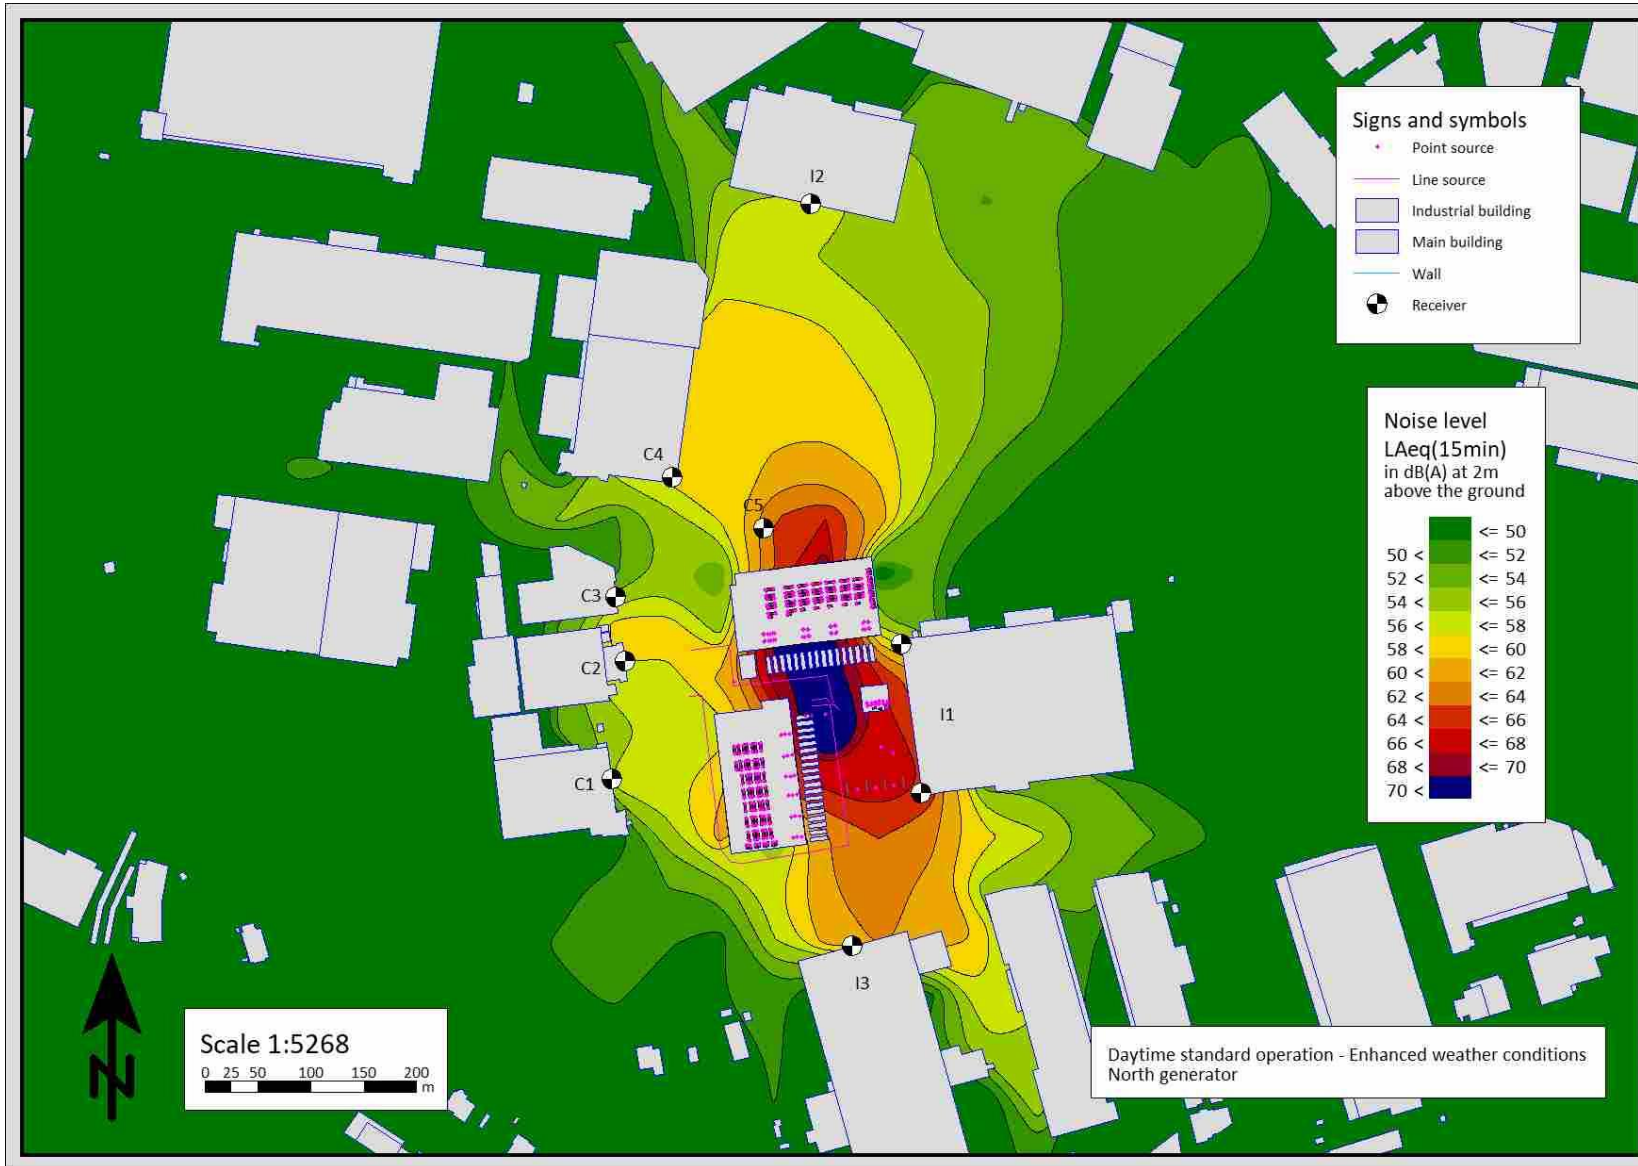 I2
Signs and symbols
Point source
Line source
Industrial building
Main building
Wall
Receiver
C4
C5
Noise level
LAeq(15min)
in dB(A) at 2m
above the ground
<= 50
50 < <= 52
52 < <= 54
54 < <= 56
56 < <= 58
58 < <= 60
60 < <= 62
62 < <= 64
64 < <= 66
66 < <= 68
68 < <= 70
70 <
C3
C2
I1
C1
I3
N
Scale 1:5268
0 25 50 100 150 200
m
Daytime standard operation - Enhanced weather conditions
North generator